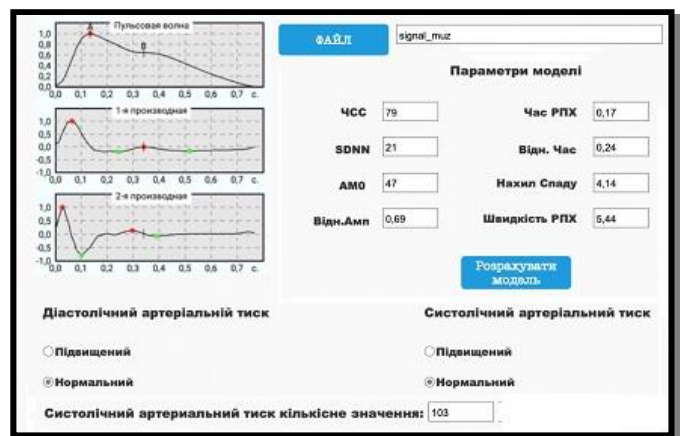 Пульсовая волна
A
B
1,0
0,8
0,6
0,4
0,2
0,0
0,0 0,1 0,2 0,3 0,4 0,5 0,6 0,7 с.
1-я производная
1,0
0,5
0,0
-0,5
-1,0
0,0 0,1 0,2 0,3 0,4 0,5 0,6 0,7 с.
2-я производная
1,0
0,5
0,0
-0,5
-1,0
0,0 0,1 0,2 0,3 0,4 0,5 0,6 0,7 с.
ФАЙЛ signal_muz
Параметри моделі
ЧСС 79 Час РПХ 0,17
SDNN 21 Відн. Час 0,24
АМ0 47 Нахил Спаду 4,14
Відн.Амп 0,69 Швидкість РПХ 5,44
Розрахувати
модель
Діастолічний артеріальній тиск Систолічний артеріальний тиск
Підвищений Підвищений
Нормальний Нормальний
Систолічний артериальний тиск кількісне значення: 103